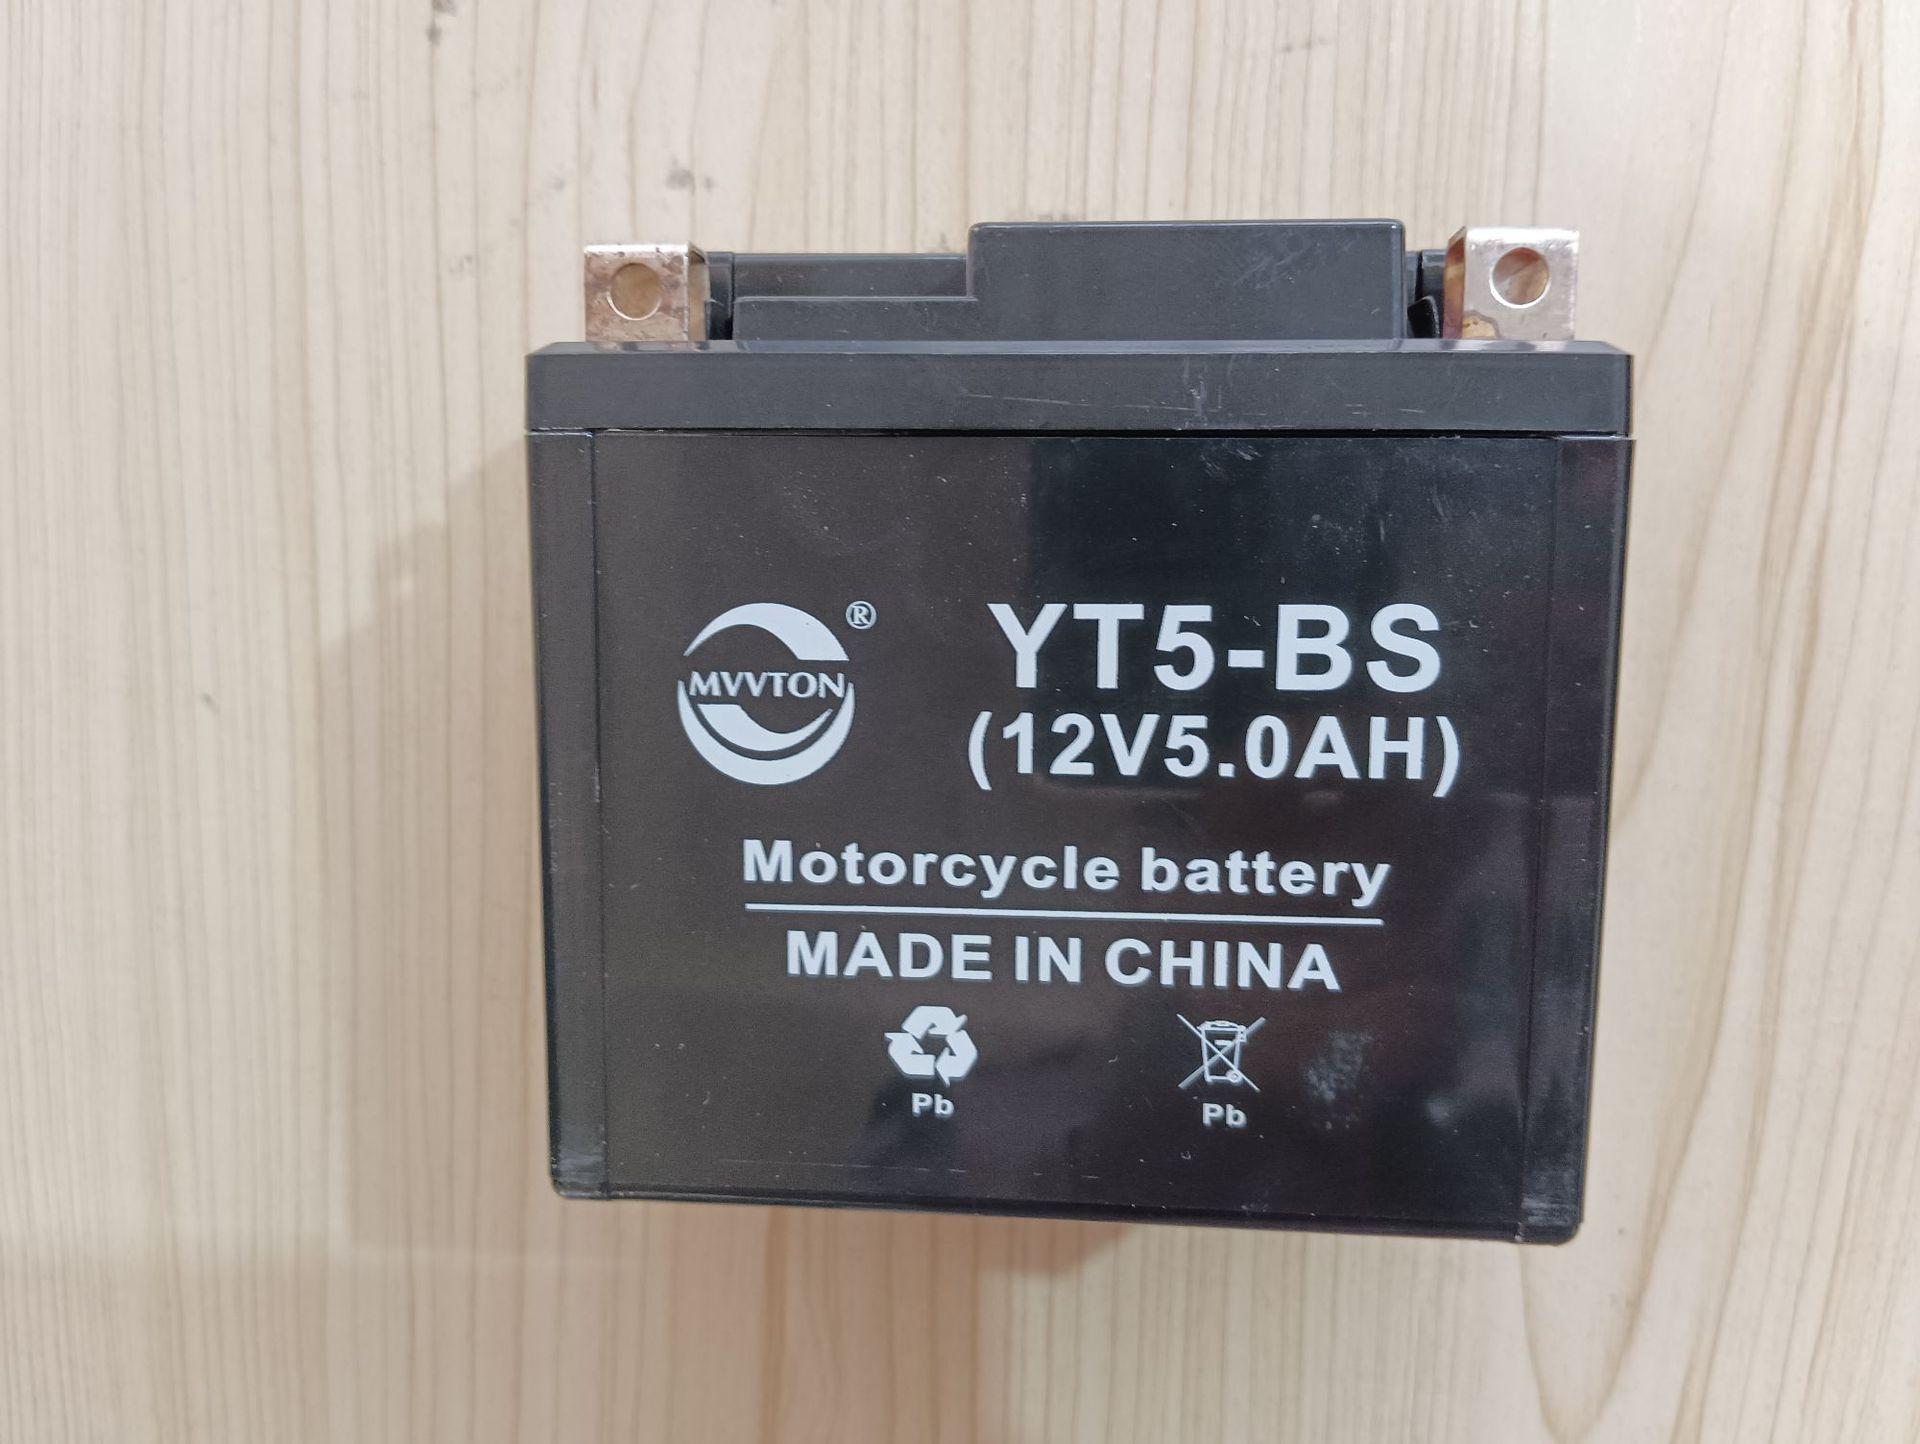 MVVTON®
YT5-BS
(12V5.0AH)
Motorcycle battery
MADE IN CHINA
Pb
Pb